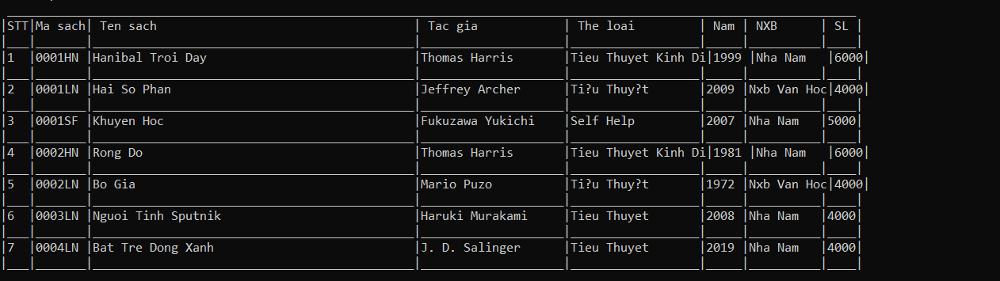 |STT|Ma sach| Ten sach | Tac gia | The loai | Nam | NXB | SL |
|1 |0001HN |Hanibal Troi Day |Thomas Harris |Tieu Thuyet Kinh Di|1999 |Nha Nam |6000|
|2 |0001LN |Hai So Phan |Jeffrey Archer |Ti?u Thuy?t |2009 |Nxb Van Hoc|4000|
|3 |0001SF |Khuyen Hoc |Fukuzawa Yukichi |Self Help |2007 |Nha Nam |5000|
|4 |0002HN |Rong Do |Thomas Harris |Tieu Thuyet Kinh Di|1981 |Nha Nam |6000|
|5 |0002LN |Bo Gia |Mario Puzo |Ti?u Thuy?t |1972 |Nxb Van Hoc|4000|
|6 |0003LN |Nguoi Tinh Sputnik |Haruki Murakami |Tieu Thuyet |2008 |Nha Nam |4000|
|7 |0004LN |Bat Tre Dong Xanh |J. D. Salinger |Tieu Thuyet |2019 |Nha Nam |4000|